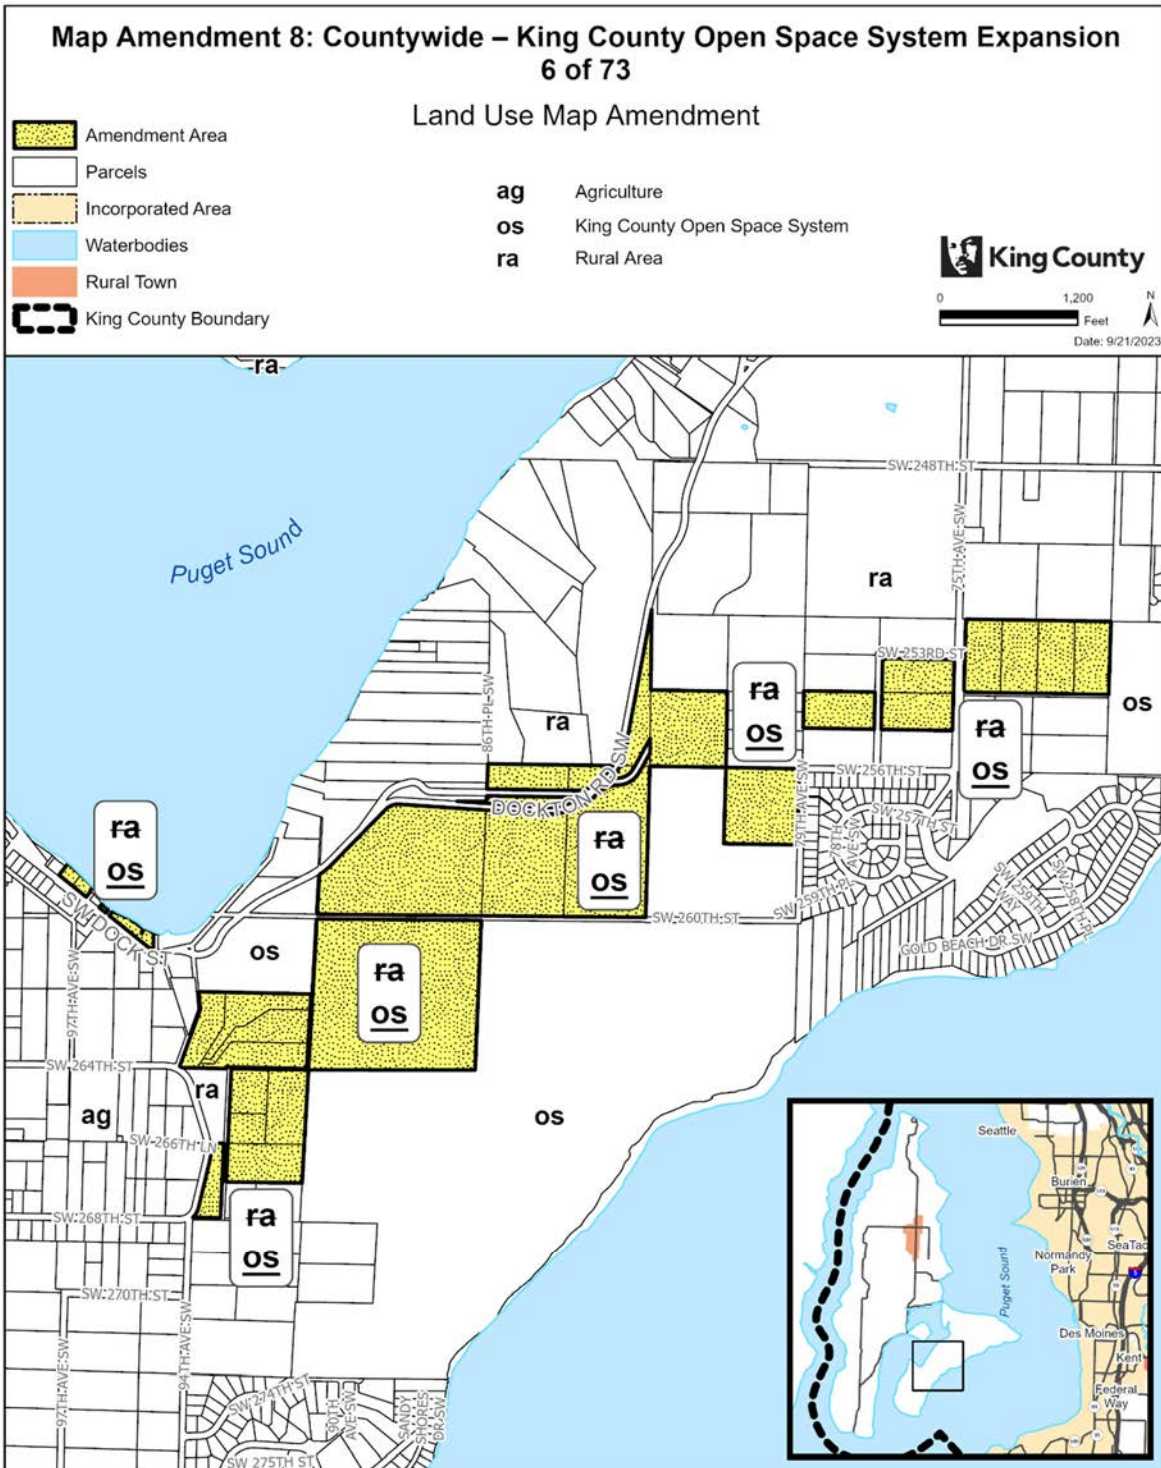 Map Amendment 8: Countywide – King County Open Space System Expansion
6 of 73
Land Use Map Amendment
Amendment Area
Parcels
Incorporated Area
Waterbodies
Rural Town
King County Boundary
ag Agriculture
os King County Open Space System
ra Rural Area
King County
0 1,200
Feet
N
Date: 9/21/2023
ra
Puget Sound
SW 248TH ST
75TH AVE SW
ra
SW 253RD ST
86TH PL SW
ra
ra
os
os
ra
os
DOCKTON RD SW
SW 256TH ST
79TH AVE SW
78TH
AVE SW
SW 257TH ST
ra
os
ra
os
SW 259TH PL
SW 259TH
WAY
SW 258TH PL
SW 260TH ST
GOLD BEACH DR SW
SW DOCK ST
os
97TH AVE SW
ra
os
SW 264TH ST
ra
ag
os
SW 266TH LN
SW 268TH ST
ra
os
SW 270TH ST
97TH AVE SW
94TH AVE SW
SW 274TH ST
90TH
AVE SW
SANDY
SHORES
DR SW
SW 275TH ST
Seattle
Burien
SeaTac
Normandy
Park
Puget Sound
Des Moines
Kent
Federal
Way